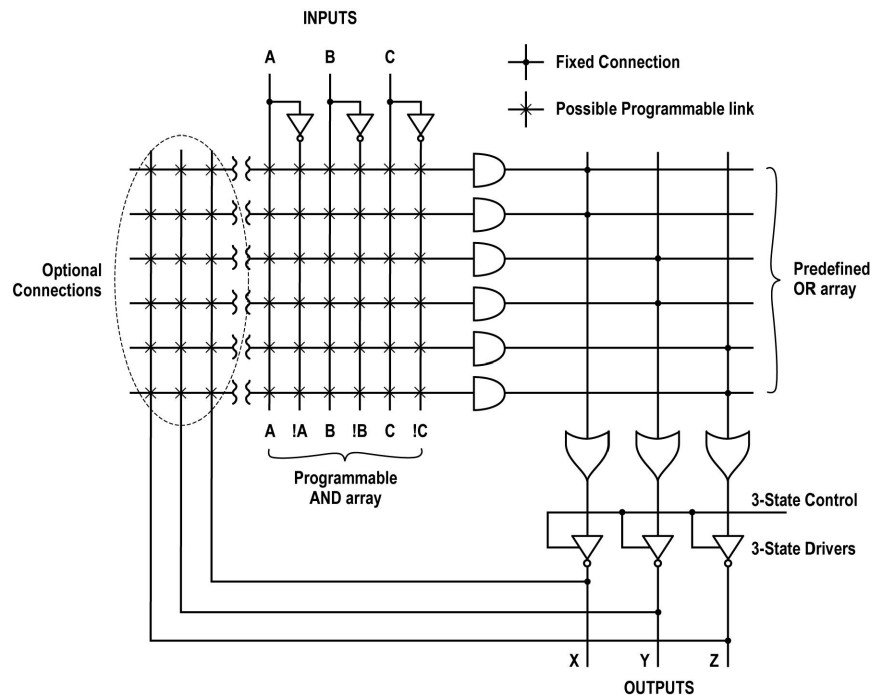 INPUTS
A B C
Fixed Connection
Possible Programmable link
Optional
Connections
Predefined
OR array
A !A B !B C !C
Programmable
AND array
3-State Control
3-State Drivers
X Y Z
OUTPUTS